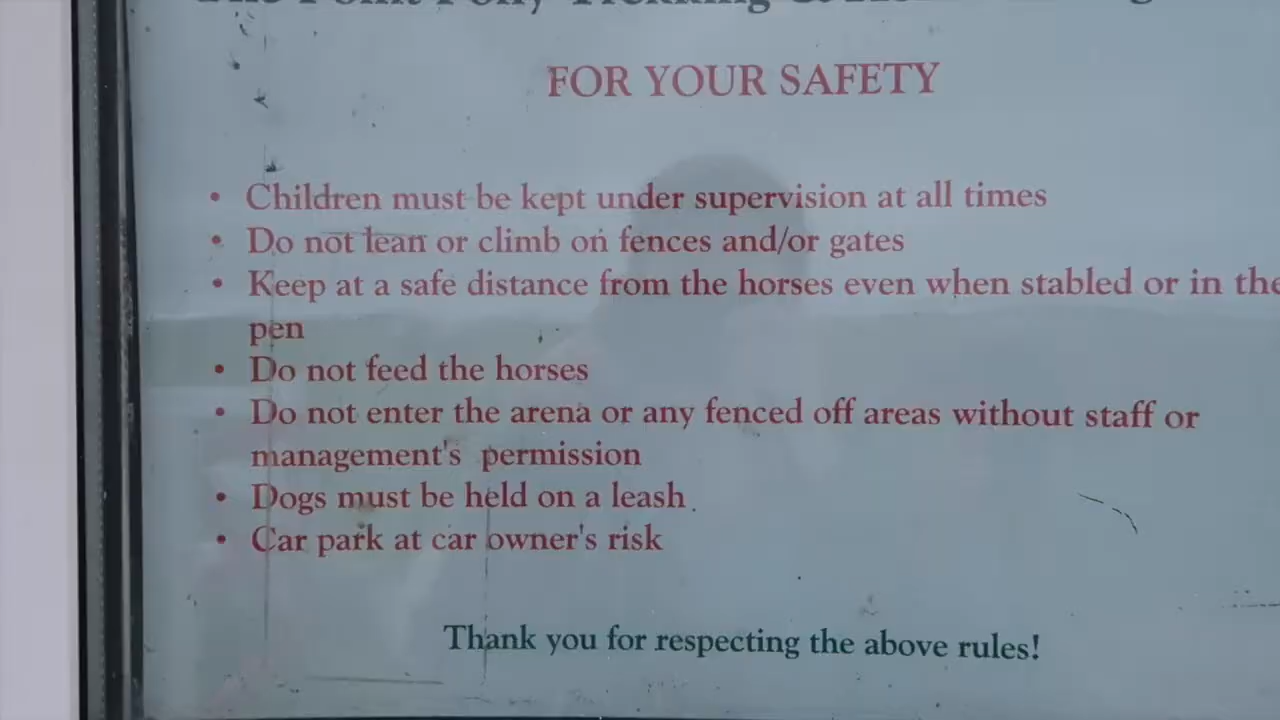 FOR YOUR SAFETY
• Children must be kept under supervision at all times
• Do not lean or climb on fences and/or gates
• Keep at a safe distance from the horses even when stabled or in the
pen
• Do not feed the horses
• Do not enter the arena or any fenced off areas without staff or
management's permission
• Dogs must be held on a leash
• Car park at car owner's risk
Thank you for respecting the above rules!